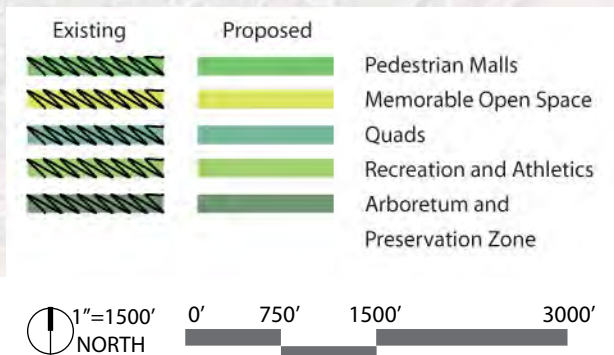 Existing Proposed
Pedestrian Malls
Memorable Open Space
Quads
Recreation and Athletics
Arboretum and
Preservation Zone
1”=1500’ 0’ 750’ 1500’ 3000’
NORTH